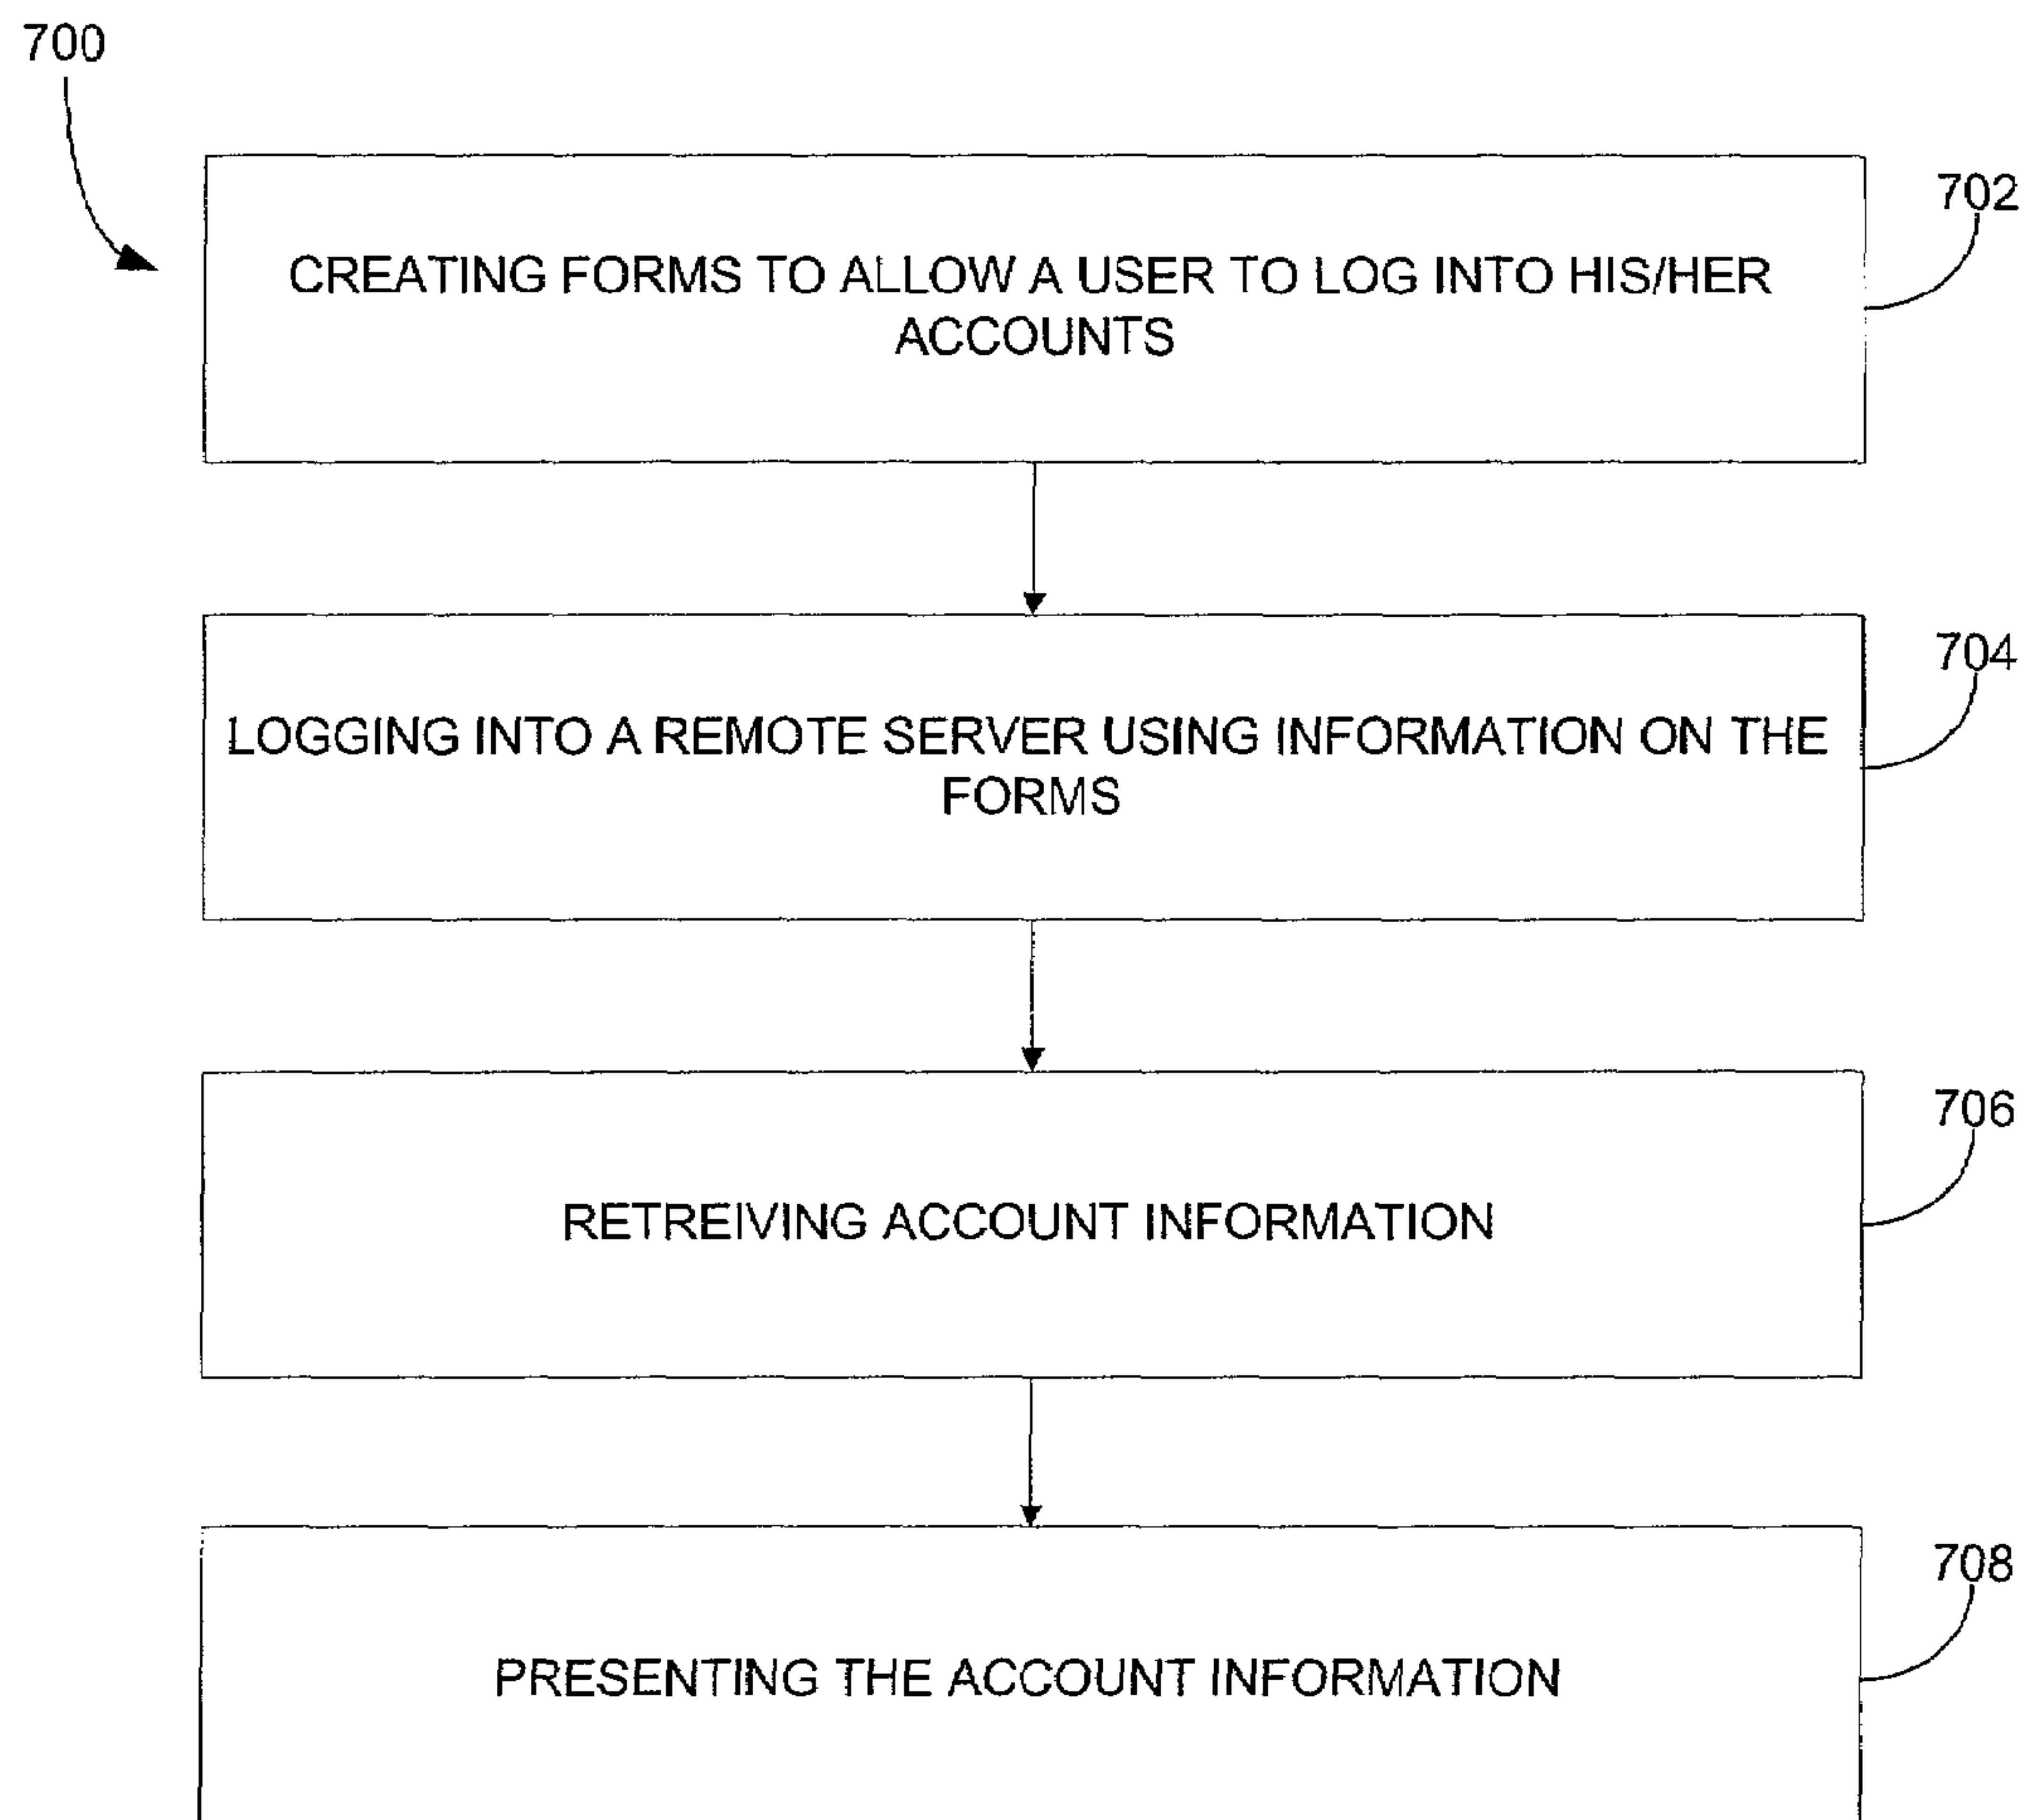 700
702
CREATING FORMS TO ALLOW A USER TO LOG INTO HIS/HER
ACCOUNTS
704
LOGGING INTO A REMOTE SERVER USING INFORMATION ON THE
FORMS
706
RETREIVING ACCOUNT INFORMATION
708
PRESENTING THE ACCOUNT INFORMATION